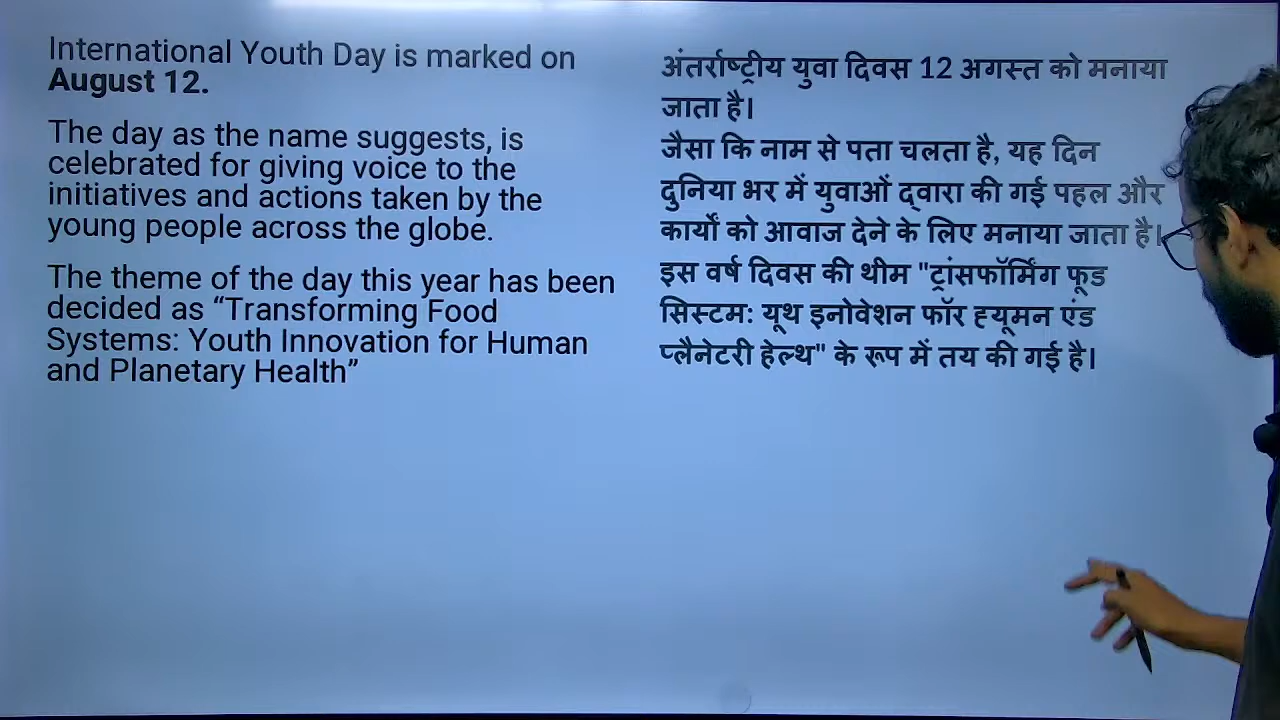 International Youth Day is marked on
August 12.
The day as the name suggests, is
celebrated for giving voice to the
initiatives and actions taken by the
young people across the globe.
The theme of the day this year has been
decided as “Transforming Food
Systems: Youth Innovation for Human
and Planetary Health”
अंतर्राष्ट्रीय युवा दिवस 12 अगस्त को मनाया
जाता है।
जैसा कि नाम से पता चलता है, यह दिन
दुनिया भर में युवाओं द्वारा की गई पहल और
कार्यों को आवाज देने के लिए मनाया जाता है।
इस वर्ष दिवस की थीम "ट्रांसफॉर्मिंग फूड
सिस्टम: यूथ इनोवेशन फॉर ह्यूमन एंड
प्लैनेटरी हेल्थ" के रूप में तय की गई है।